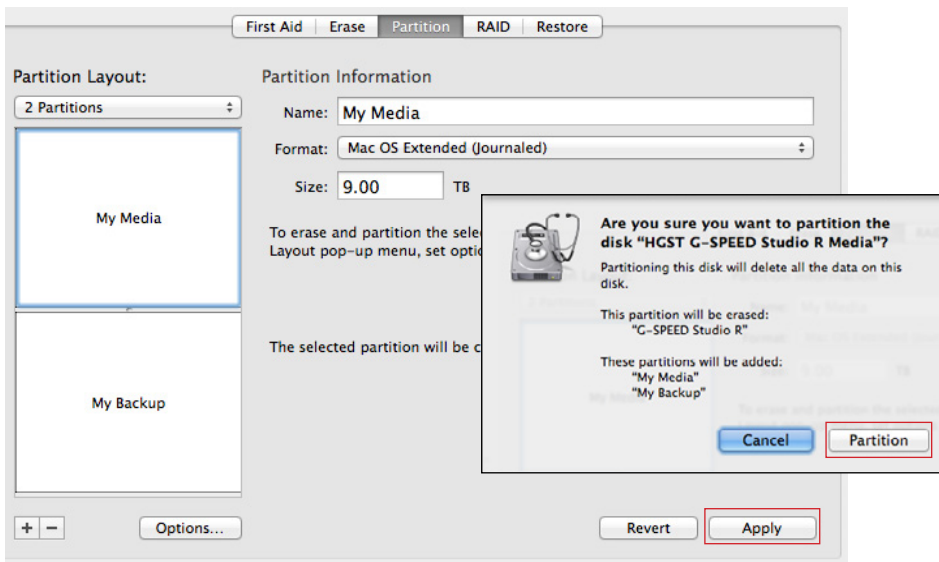 First Aid Erase Partition RAID Restore
Partition Layout:
2 Partitions
My Media
My Backup
+ − Options...
Partition Information
Name: My Media
Format: Mac OS Extended (Journaled)
Size: 9.00 TB
To erase and partition the sele
Layout pop-up menu, set optio
The selected partition will be c
Revert Apply
Are you sure you want to partition the
disk “HGST G-SPEED Studio R Media”?
Partitioning this disk will delete all the data on this
disk.
This partition will be erased:
“G-SPEED Studio R”
These partitions will be added:
“My Media”
“My Backup”
Cancel Partition